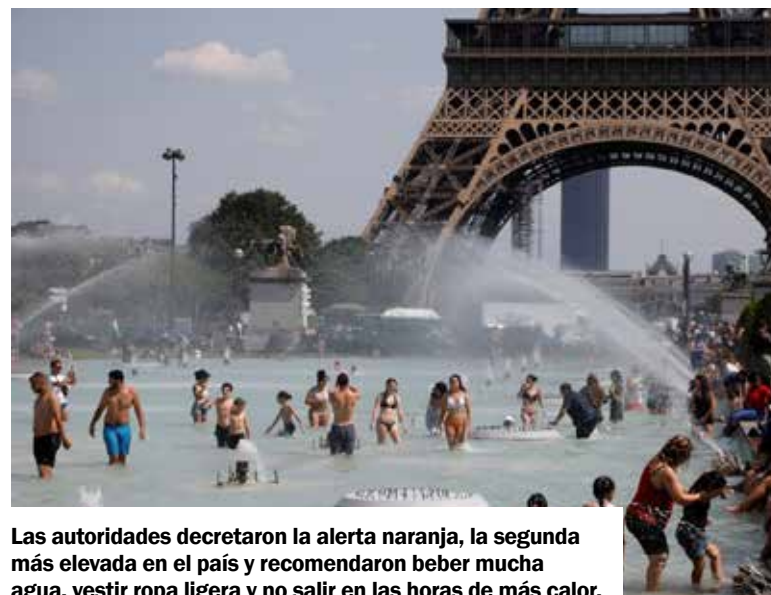 Las autoridades decretaron la alerta naranja, la segunda
más elevada en el país y recomendaron beber mucha
agua, vestir ropa ligera y no salir en las horas de más calor.